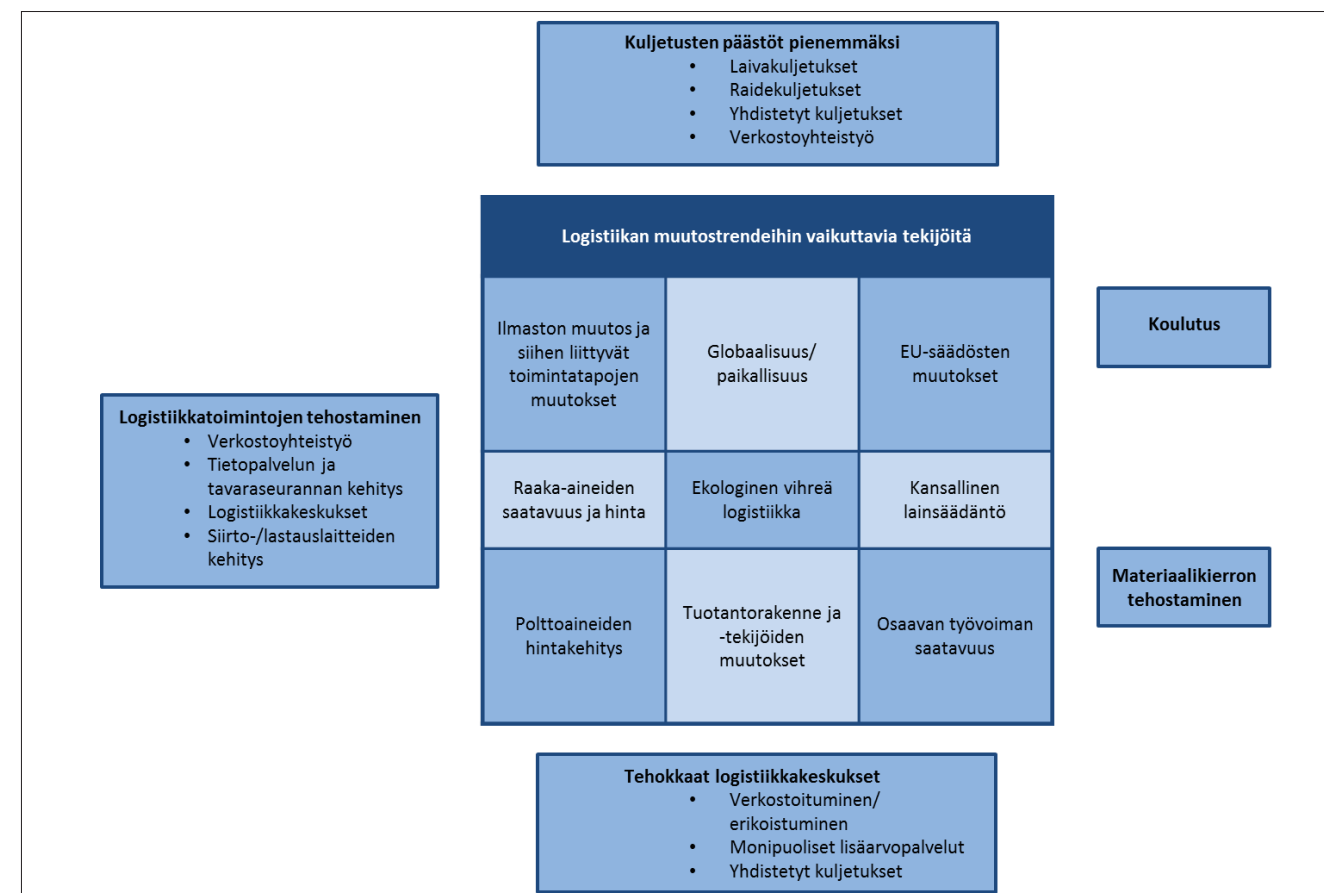 Kuljetusten päästöt pienemmäksi
• Laivakuljetukset
• Raidekuljetukset
• Yhdistetyt kuljetukset
• Verkostoyhteistyö
Logistiikan muutostrendeihin vaikuttavia tekijöitä
Ilmaston muutos ja
siihen liittyvät
toimintatapojen
muutokset
Globaalisuus/
paikallisuus
EU-säädösten
muutokset
Raaka-aineiden
saatavuus ja hinta
Ekologinen vihreä
logistiikka
Kansallinen
lainsäädäntö
Polttoaineiden
hintakehitys
Tuotantorakenne ja
-tekijöiden
muutokset
Osaavan työvoiman
saatavuus
Koulutus
Logistiikkatoimintojen tehostaminen
• Verkostoyhteistyö
• Tietopalvelun ja
tavaraseurannan kehitys
• Logistiikkakeskukset
• Siirto-/lastauslaitteiden
kehitys
Materiaalikierron
tehostaminen
Tehokkaat logistiikkakeskukset
• Verkostoituminen/
erikoistuminen
• Monipuoliset lisäarvopalvelut
• Yhdistetyt kuljetukset